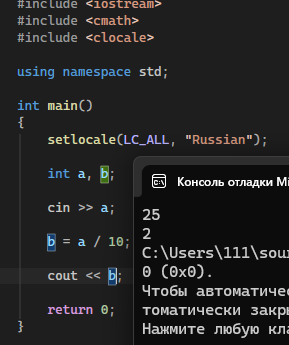 #include <iostream>
#include <cmath>
#include <clocale>
using namespace std;
int main()
{
setlocale(LC_ALL, "Russian");
int a, b;
cin >> a;
b = a / 10;
cout << b;
return 0;
}
Консоль отладки Mi
25
2
C:\Users\111\sou
0 (0x0).
Чтобы автоматичес
томатически закры
Нажмите любую кла